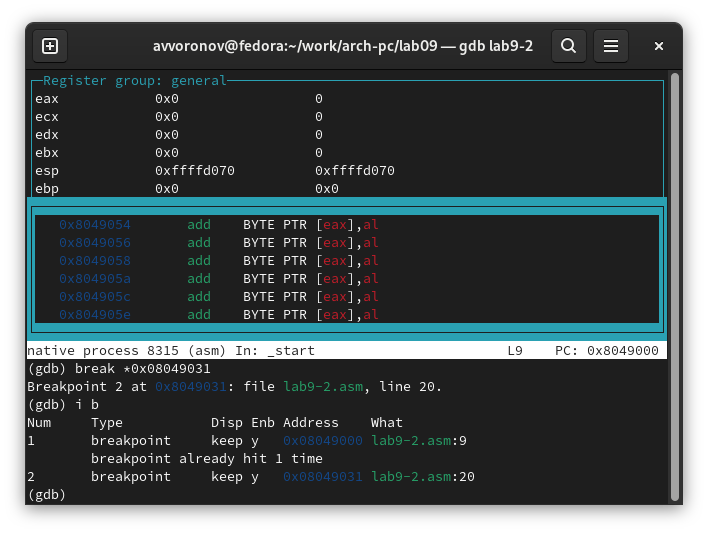 avvoronov@fedora:~/work/arch-pc/lab09 — gdb lab9-2
Register group: general
eax 0x0 0
ecx 0x0 0
edx 0x0 0
ebx 0x0 0
esp 0xffffd070 0xffffd070
ebp 0x0 0x0
0x8049054 add BYTE PTR [eax],al
0x8049056 add BYTE PTR [eax],al
0x8049058 add BYTE PTR [eax],al
0x804905a add BYTE PTR [eax],al
0x804905c add BYTE PTR [eax],al
0x804905e add BYTE PTR [eax],al
native process 8315 (asm) In: _start L9 PC: 0x8049000
(gdb) break *0x08049031
Breakpoint 2 at 0x8049031: file lab9-2.asm, line 20.
(gdb) i b
Num Type Disp Enb Address What
1 breakpoint keep y 0x08049000 lab9-2.asm:9
breakpoint already hit 1 time
2 breakpoint keep y 0x08049031 lab9-2.asm:20
(gdb)